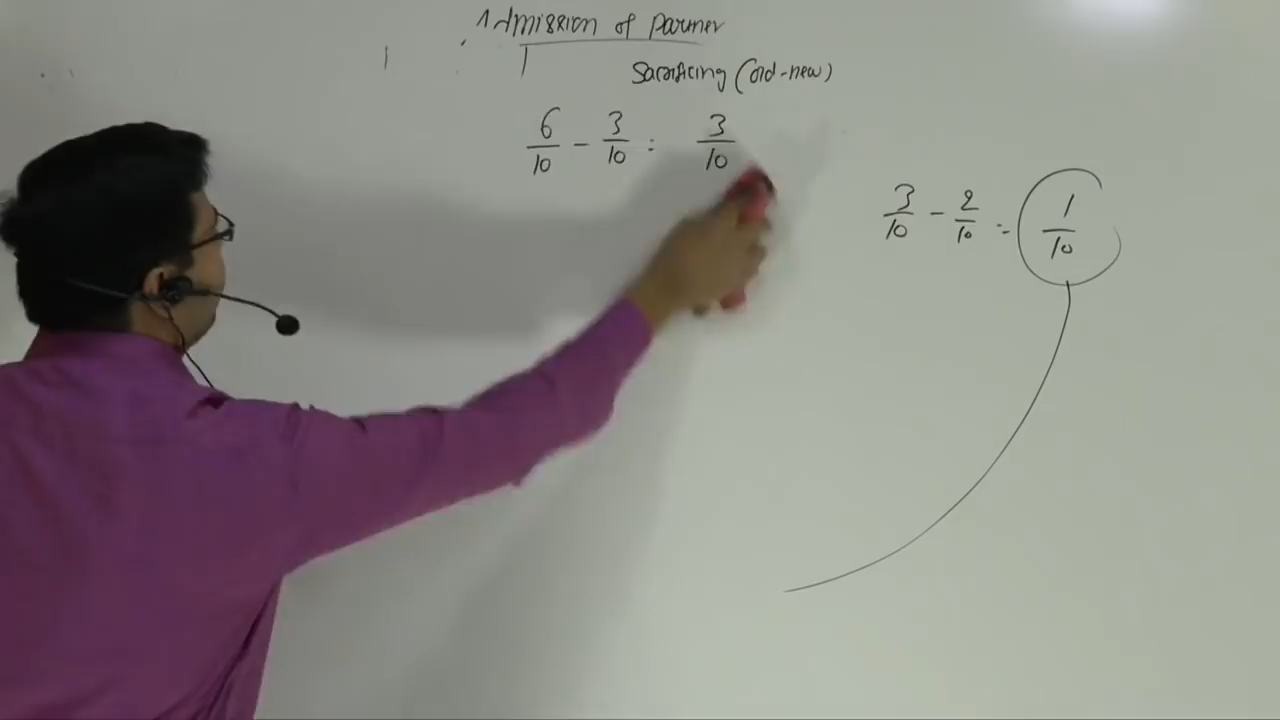 Admission of Partner
Sacrificing (old-new)
6/10 - 3/10 : 3/10
3/10 - 2/10 := 1/10